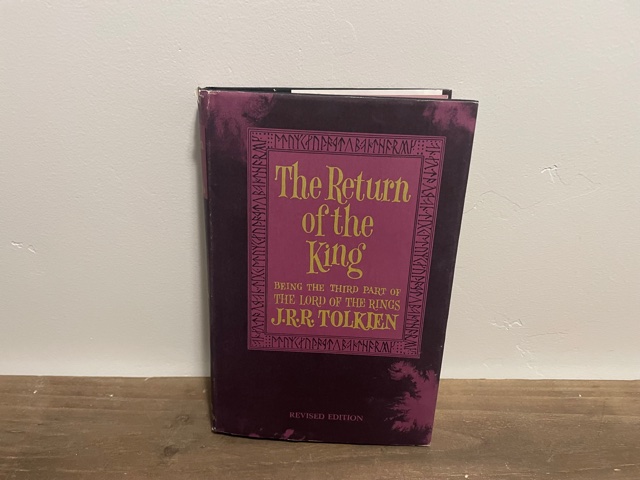 The Return
of the
King
BEING THE THIRD PART OF
THE LORD OF THE RINGS
J.R.R. TOLKIEN
REVISED EDITION